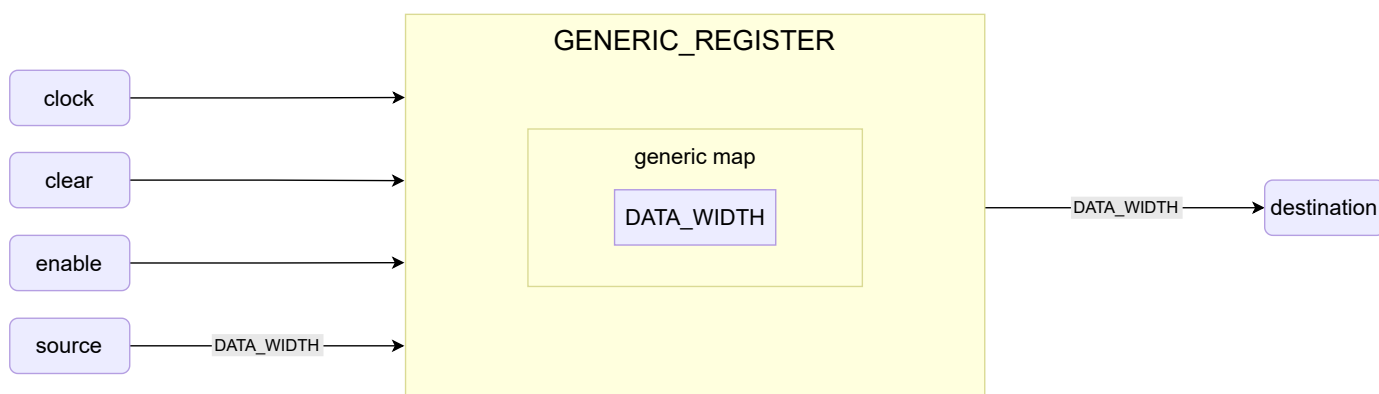 GENERIC_REGISTER
clock
clear
enable
source
DATA_WIDTH
generic map
DATA_WIDTH
DATA_WIDTH
destination